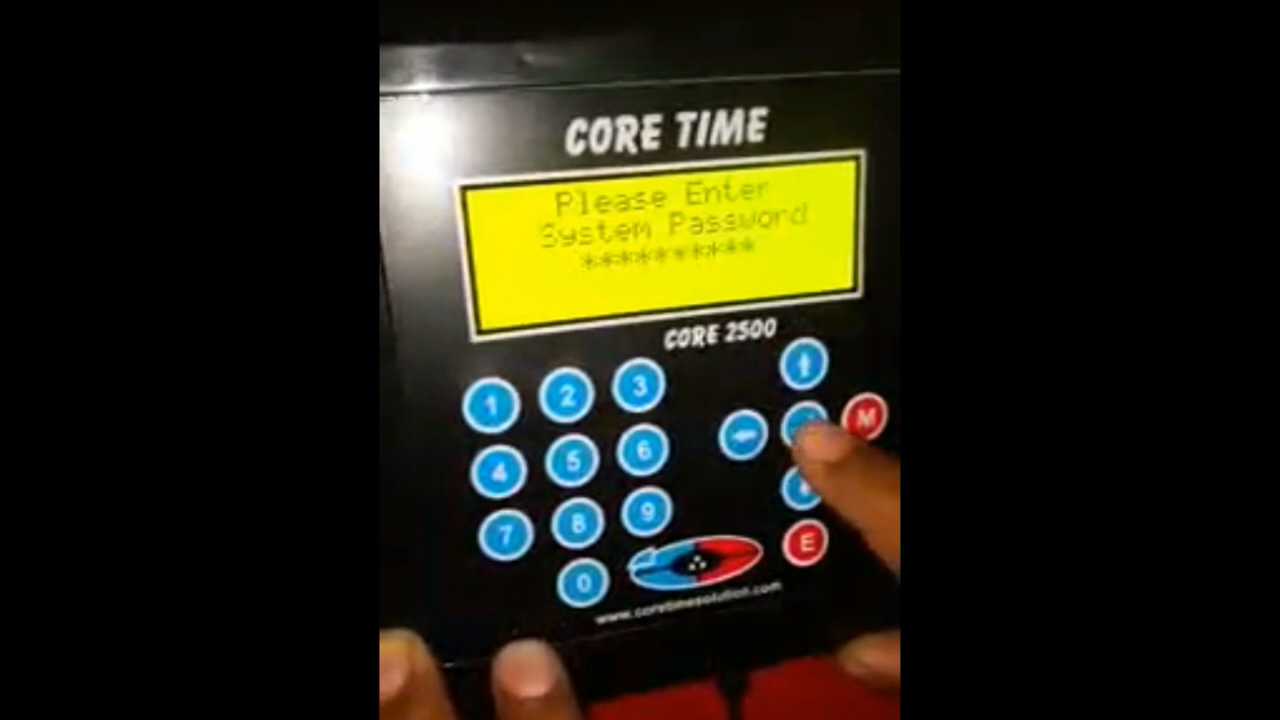 CORE TIME
Please Enter
System Password
**********
CORE 2500
1 2 3
4 5 6 M
7 8 9
0 E
www.coretimesolution.com